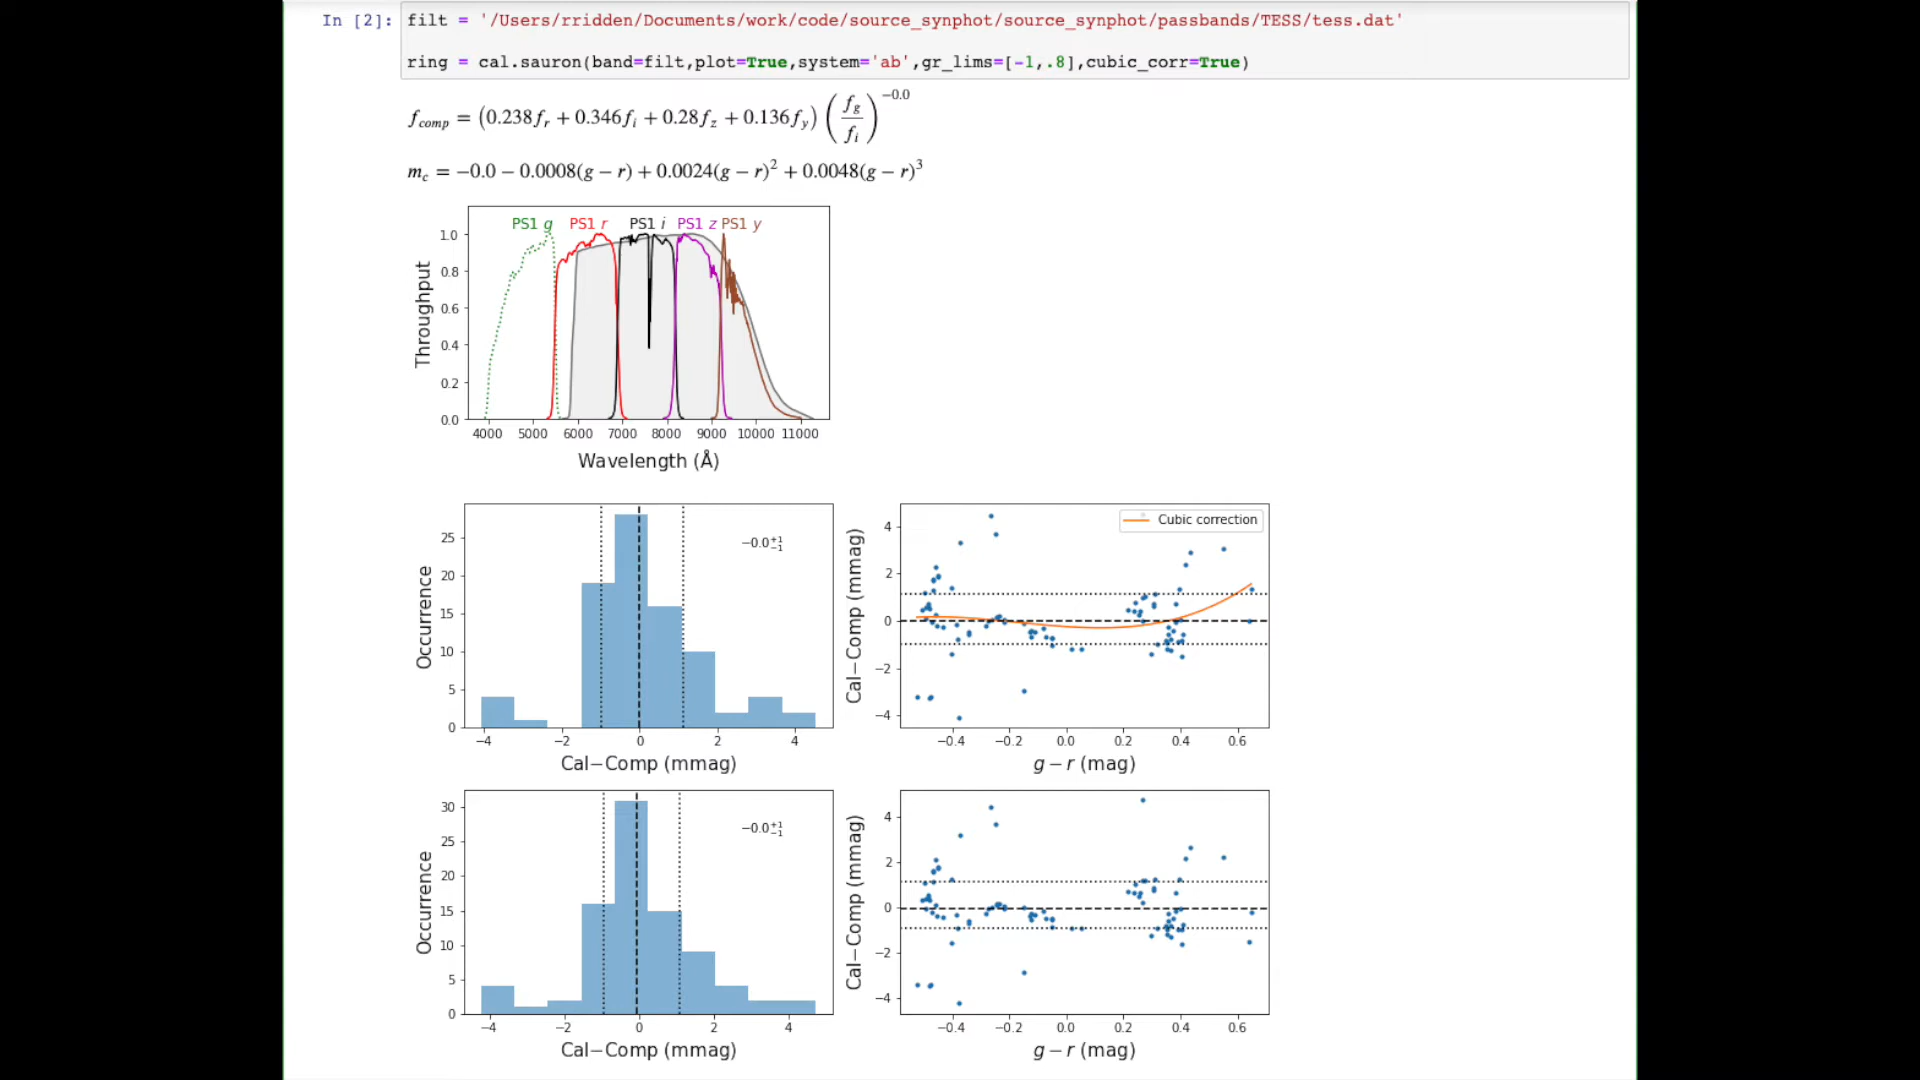 In [2]: filt = '/Users/rridden/Documents/work/code/source_synphot/source_synphot/passbands/TESS/tess.dat'
ring = cal.sauron(band=filt,plot=True,system='ab',gr_lims=[-1,.8],cubic_corr=True)
f_comp = (0.238f_r + 0.346f_i + 0.28f_z + 0.136f_y) (f_g/f_i)^−0.0
m_c = −0.0 − 0.0008(g − r) + 0.0024(g − r)² + 0.0048(g − r)³
PS1 g PS1 r PS1 i PS1 z PS1 y
1.0
0.8
0.6
0.4
0.2
0.0
Throughput
4000 5000 6000 7000 8000 9000 10000 11000
Wavelength (Å)
25
20
15
10
5
0
Occurrence
−0.0 +1 −1
−4 −2 0 2 4
Cal−Comp (mmag)
Cubic correction
4
2
0
−2
−4
Cal−Comp (mmag)
−0.4 −0.2 0.0 0.2 0.4 0.6
g − r (mag)
30
25
20
15
10
5
0
Occurrence
−0.0 +1 −1
−4 −2 0 2 4
Cal−Comp (mmag)
4
2
0
−2
−4
Cal−Comp (mmag)
−0.4 −0.2 0.0 0.2 0.4 0.6
g − r (mag)